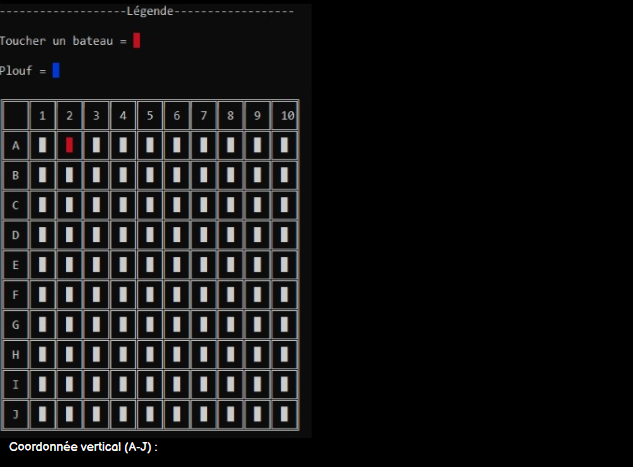 -------------------Légende------------------
Toucher un bateau =
Plouf =
1 2 3 4 5 6 7 8 9 10
A
B
C
D
E
F
G
H
I
J
Coordonnée vertical (A-J) :